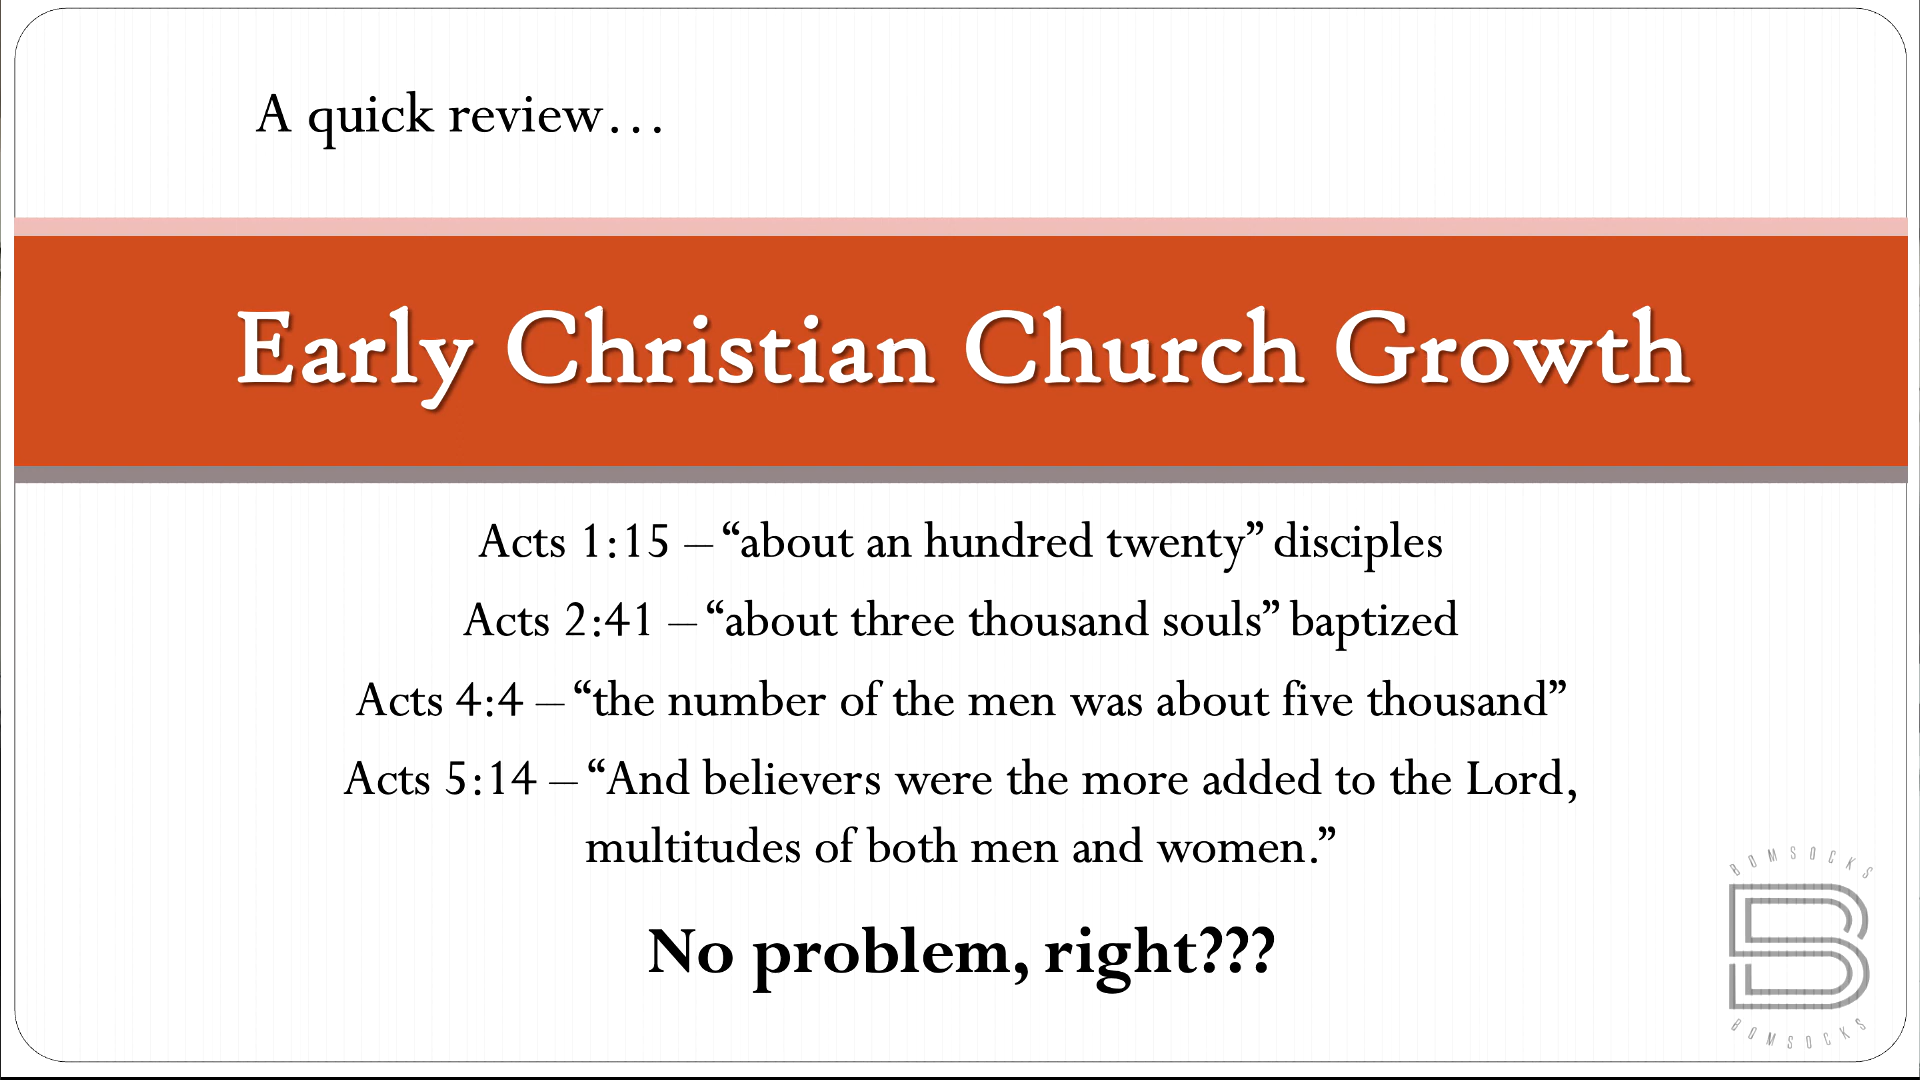 A quick review…
Early Christian Church Growth
Acts 1:15 – “about an hundred twenty” disciples
Acts 2:41 – “about three thousand souls” baptized
Acts 4:4 – “the number of the men was about five thousand”
Acts 5:14 – “And believers were the more added to the Lord,
multitudes of both men and women.”
No problem, right???
BOMSOCKS
B
BOMSOCKS